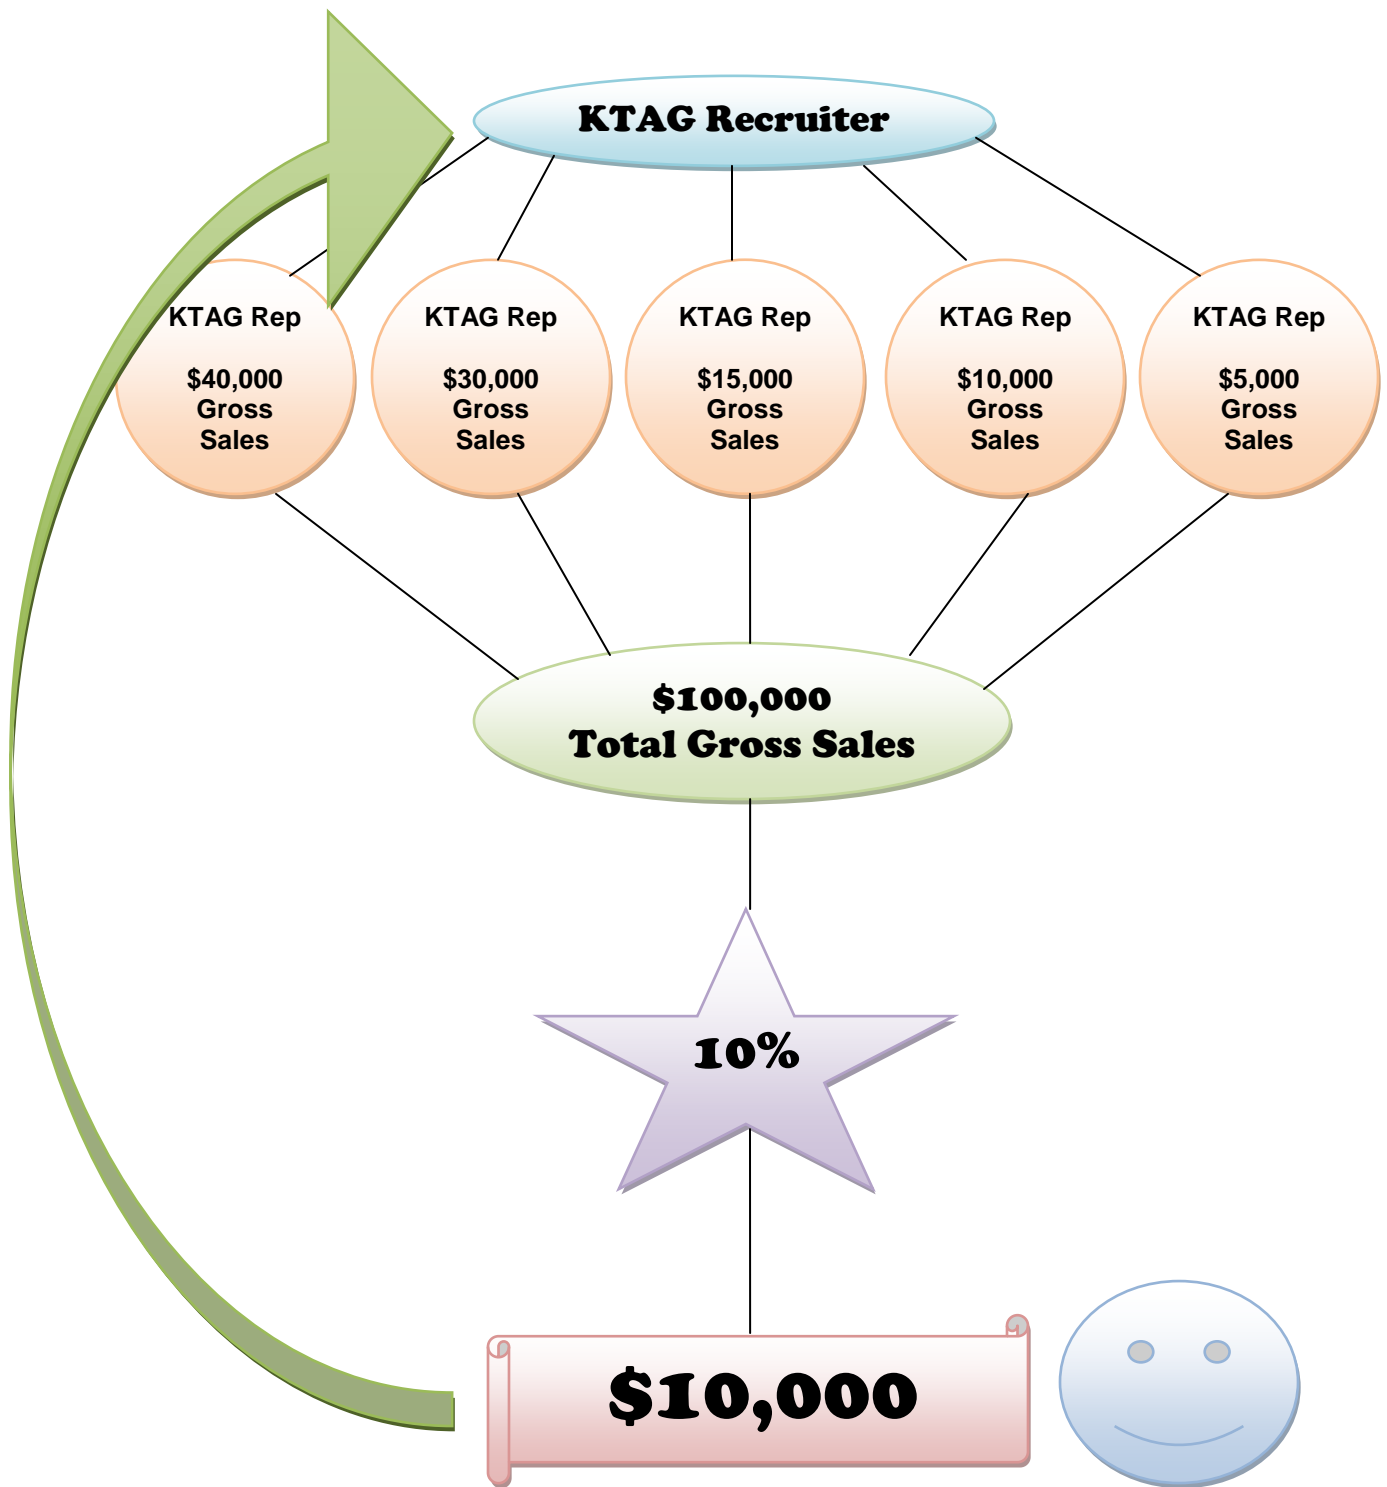 KTAG Recruiter
KTAG Rep
$40,000
Gross
Sales
KTAG Rep
$30,000
Gross
Sales
KTAG Rep
$15,000
Gross
Sales
KTAG Rep
$10,000
Gross
Sales
KTAG Rep
$5,000
Gross
Sales
$100,000
Total Gross Sales
10%
$10,000